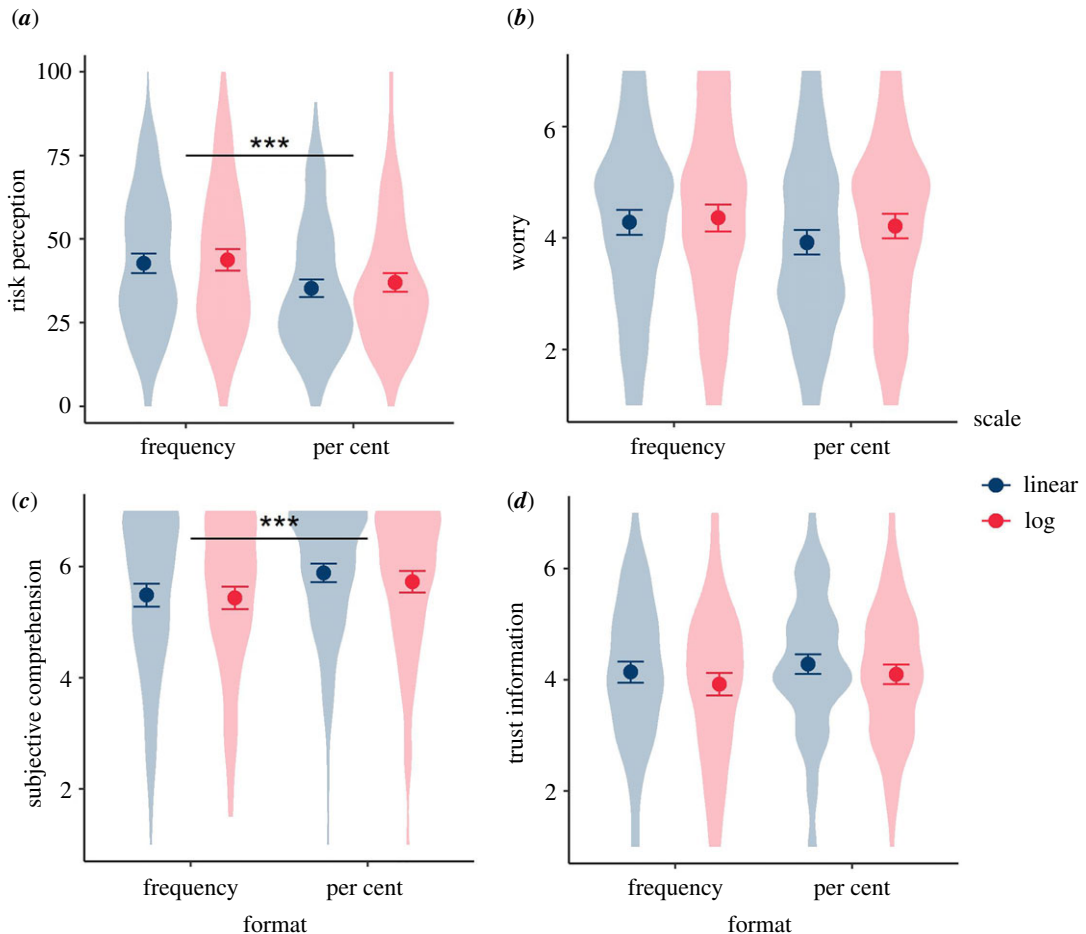 (a)
risk perception
100
75
50
25
0
***
frequency
per cent
(b)
worry
6
4
2
frequency
per cent
scale
linear
log
(c)
subjective comprehension
6
4
2
***
frequency
per cent
format
(d)
trust information
6
4
2
frequency
per cent
format